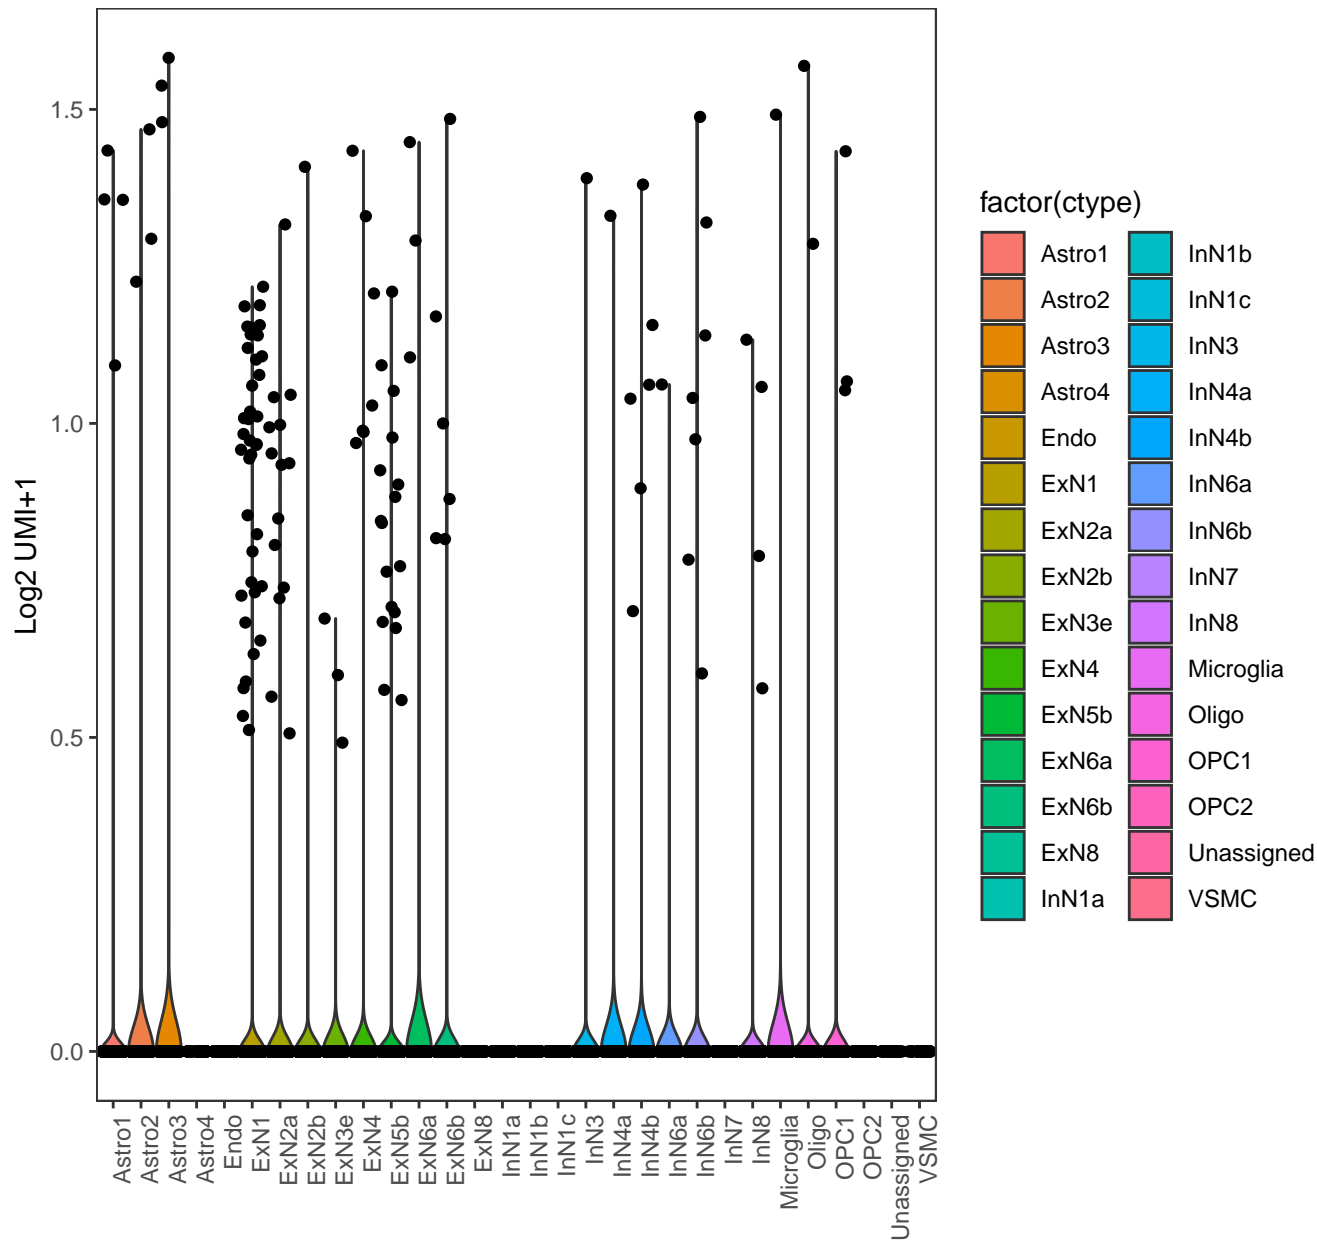 Log2 UMI+1
1.5
1.0
0.5
0.0
Astro1
Astro2
Astro3
Astro4
Endo
ExN1
ExN2a
ExN2b
ExN3e
ExN4
ExN5b
ExN6a
ExN6b
ExN8
InN1a
InN1b
InN1c
InN3
InN4a
InN4b
InN6a
InN6b
InN7
InN8
Microglia
Oligo
OPC1
OPC2
Unassigned
VSMC
factor(ctype)
Astro1
Astro2
Astro3
Astro4
Endo
ExN1
ExN2a
ExN2b
ExN3e
ExN4
ExN5b
ExN6a
ExN6b
ExN8
InN1a
InN1b
InN1c
InN3
InN4a
InN4b
InN6a
InN6b
InN7
InN8
Microglia
Oligo
OPC1
OPC2
Unassigned
VSMC